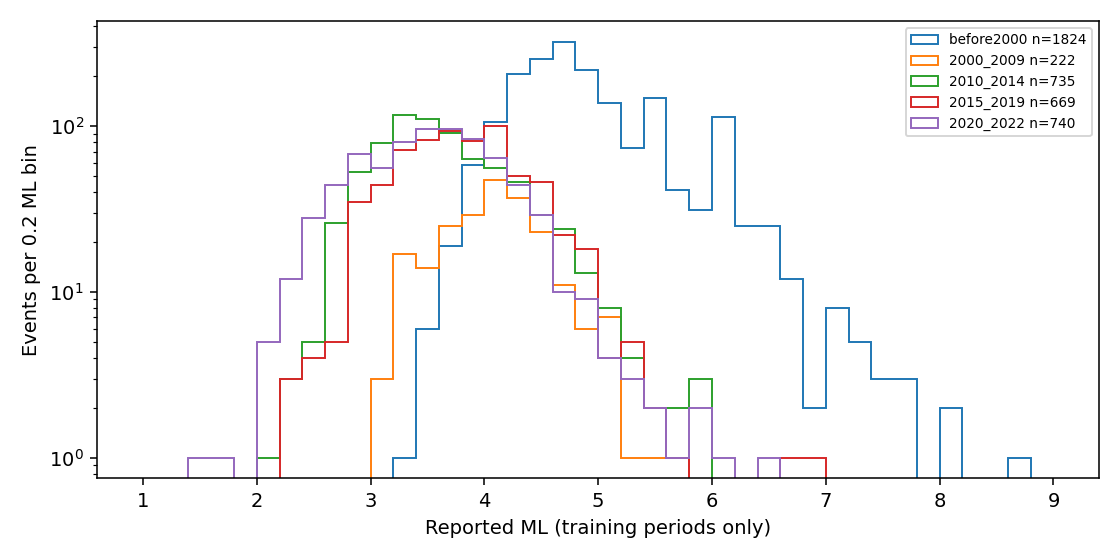 before2000 n=1824
2000_2009 n=222
2010_2014 n=735
2015_2019 n=669
2020_2022 n=740
Events per 0.2 ML bin
10²
10¹
10⁰
1 2 3 4 5 6 7 8 9
Reported ML (training periods only)